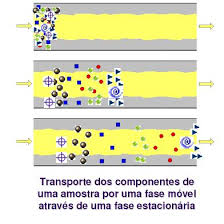 Transporte dos componentes de
uma amostra por uma fase móvel
através de uma fase estacionária